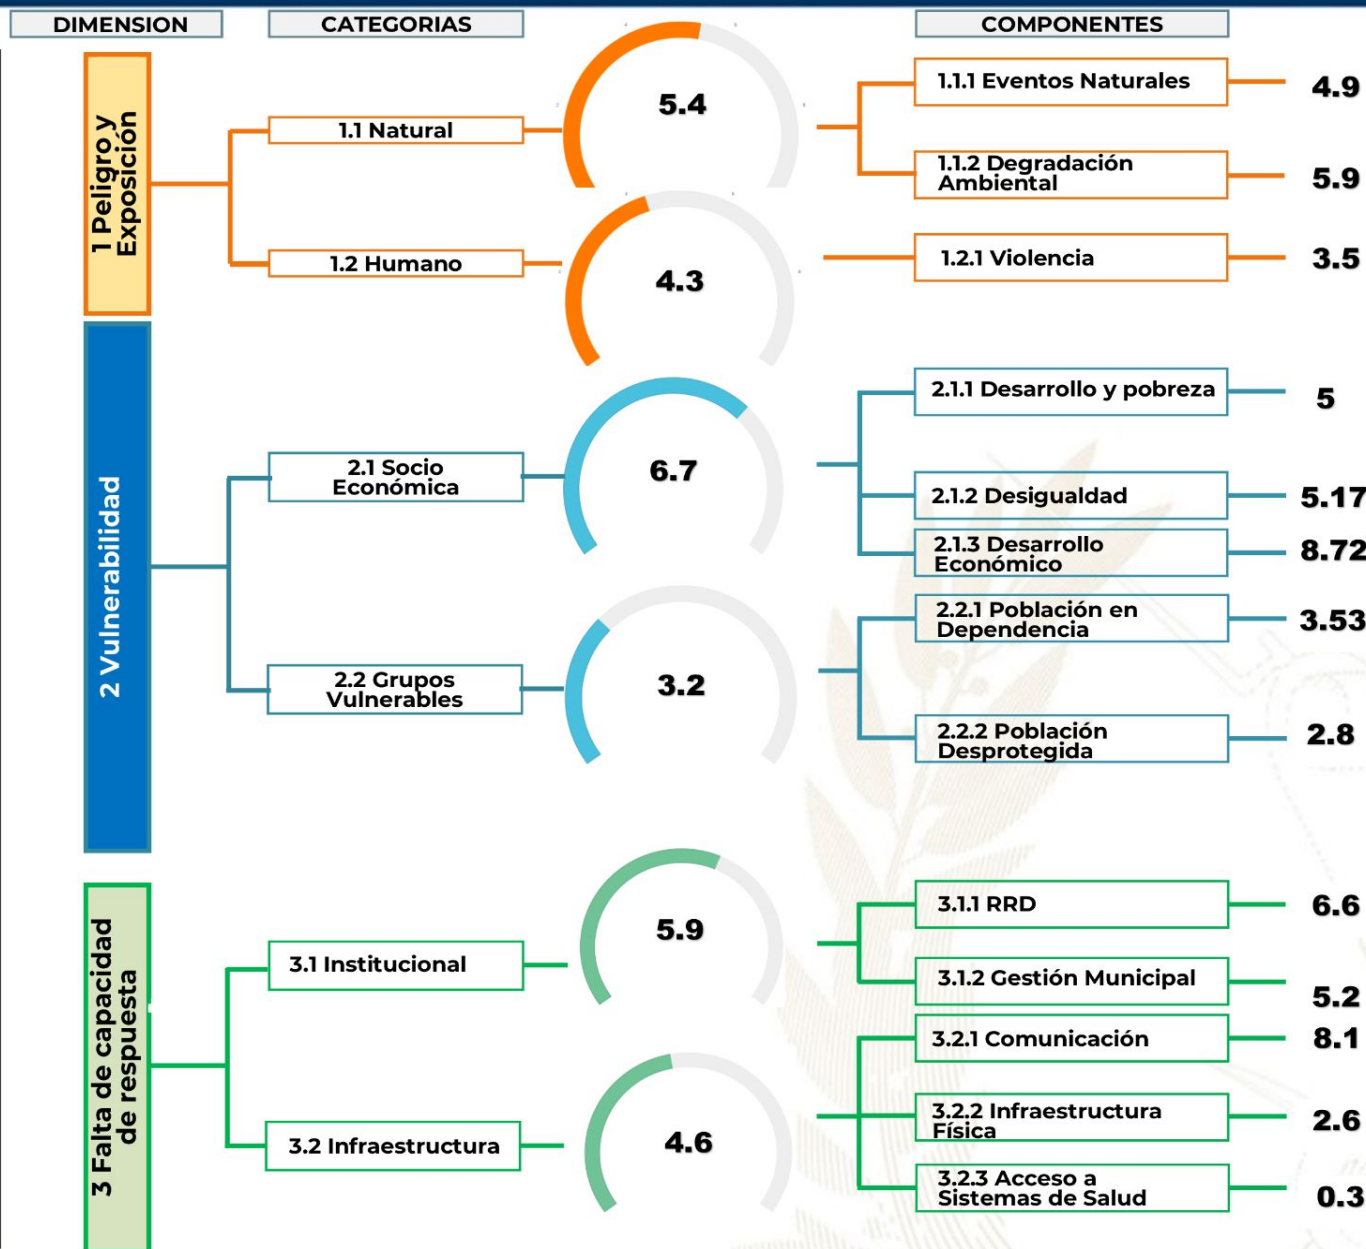 DIMENSION
CATEGORIAS
COMPONENTES
1 Peligro y
Exposición
1.1 Natural
5.4
1.1.1 Eventos Naturales
4.9
1.1.2 Degradación
Ambiental
5.9
1.2 Humano
4.3
1.2.1 Violencia
3.5
2 Vulnerabilidad
2.1 Socio
Económica
6.7
2.1.1 Desarrollo y pobreza
5
2.1.2 Desigualdad
5.17
2.1.3 Desarrollo
Económico
8.72
2.2 Grupos
Vulnerables
3.2
2.2.1 Población en
Dependencia
3.53
2.2.2 Población
Desprotegida
2.8
3 Falta de capacidad
de respuesta
3.1 Institucional
5.9
3.1.1 RRD
6.6
3.1.2 Gestión Municipal
5.2
3.2 Infraestructura
4.6
3.2.1 Comunicación
8.1
3.2.2 Infraestructura
Física
2.6
3.2.3 Acceso a
Sistemas de Salud
0.3